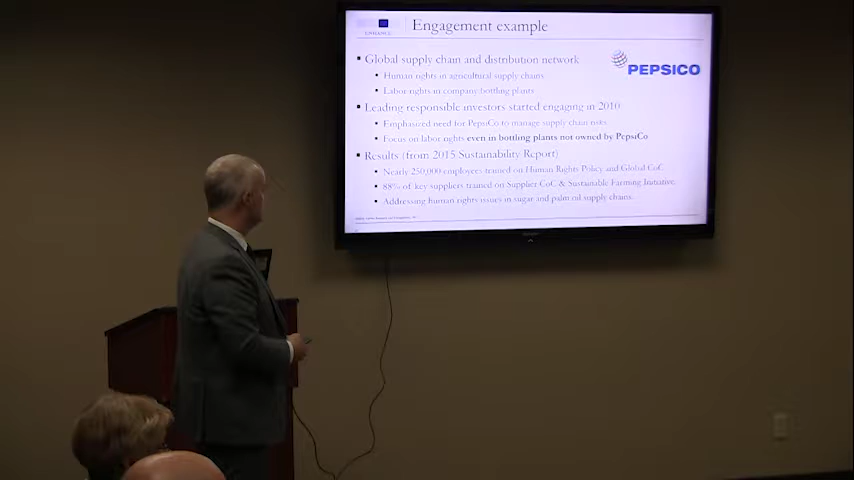 Engagement example
ENHANCE
▪ Global supply chain and distribution network
PEPSICO
• Human rights in agricultural supply chains
• Labor rights in company bottling plants
▪ Leading responsible investors started engaging in 2010
• Emphasized need for PepsiCo to manage supply chain risks
• Focus on labor rights even in bottling plants not owned by PepsiCo
▪ Results (from 2015 Sustainability Report)
• Nearly 250,000 employees trained on Human Rights Policy and Global CoC
• 88% of key suppliers trained on Supplier CoC & Sustainable Farming Initiative
• Addressing human rights issues in sugar and palm oil supply chains